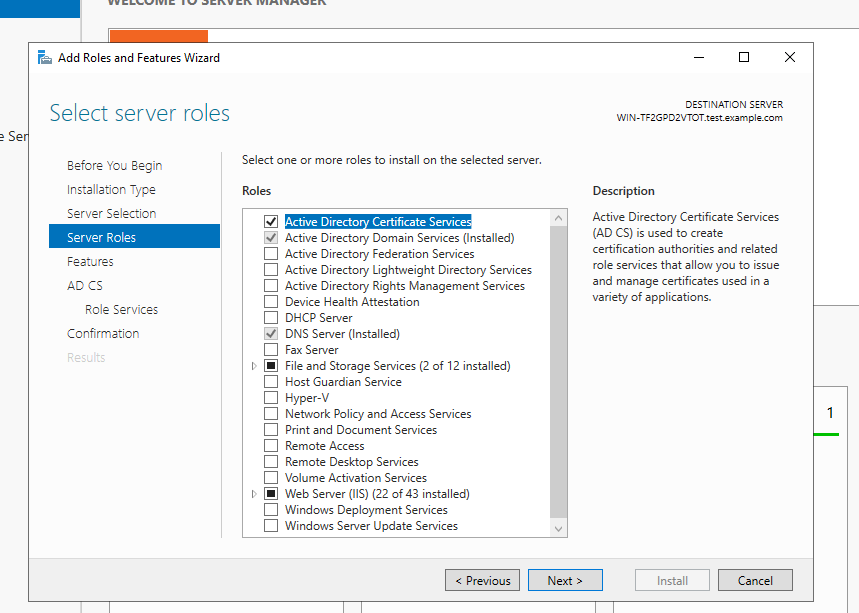 WELCOME TO SERVER MANAGER
Add Roles and Features Wizard
Select server roles
DESTINATION SERVER
WIN-TF2GPD2VTOT.test.example.com
e Ser
Before You Begin
Installation Type
Server Selection
Server Roles
Features
AD CS
Role Services
Confirmation
Results
Select one or more roles to install on the selected server.
Roles
Active Directory Certificate Services
Active Directory Domain Services (Installed)
Active Directory Federation Services
Active Directory Lightweight Directory Services
Active Directory Rights Management Services
Device Health Attestation
DHCP Server
DNS Server (Installed)
Fax Server
File and Storage Services (2 of 12 installed)
Host Guardian Service
Hyper-V
Network Policy and Access Services
Print and Document Services
Remote Access
Remote Desktop Services
Volume Activation Services
Web Server (IIS) (22 of 43 installed)
Windows Deployment Services
Windows Server Update Services
Description
Active Directory Certificate Services
(AD CS) is used to create
certification authorities and related
role services that allow you to issue
and manage certificates used in a
variety of applications.
1
< Previous
Next >
Install
Cancel